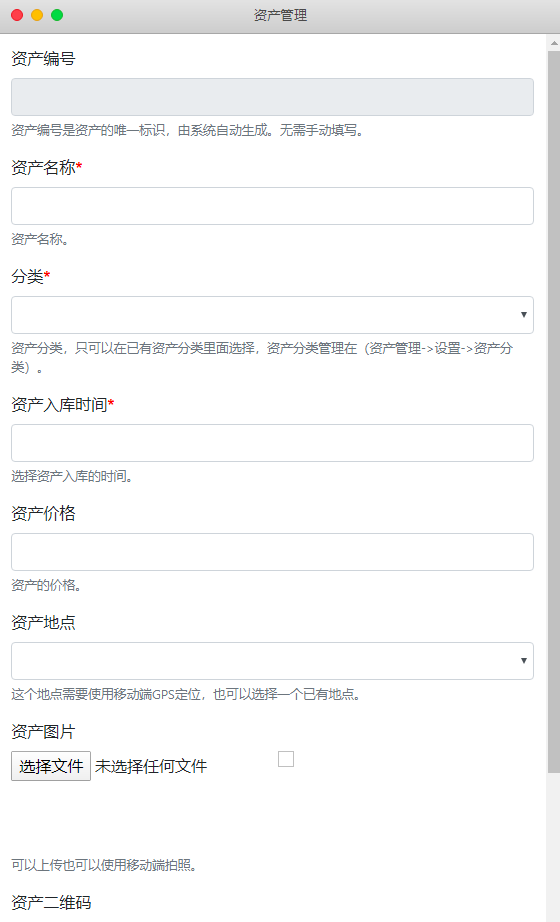 资产管理
资产编号
资产编号是资产的唯一标识，由系统自动生成。无需手动填写。
资产名称*
资产名称。
分类*
资产分类，只可以在已有资产分类里面选择，资产分类管理在（资产管理->设置->资产分
类）。
资产入库时间*
选择资产入库的时间。
资产价格
资产的价格。
资产地点
这个地点需要使用移动端GPS定位，也可以选择一个已有地点。
资产图片
选择文件 未选择任何文件
可以上传也可以使用移动端拍照。
资产二维码